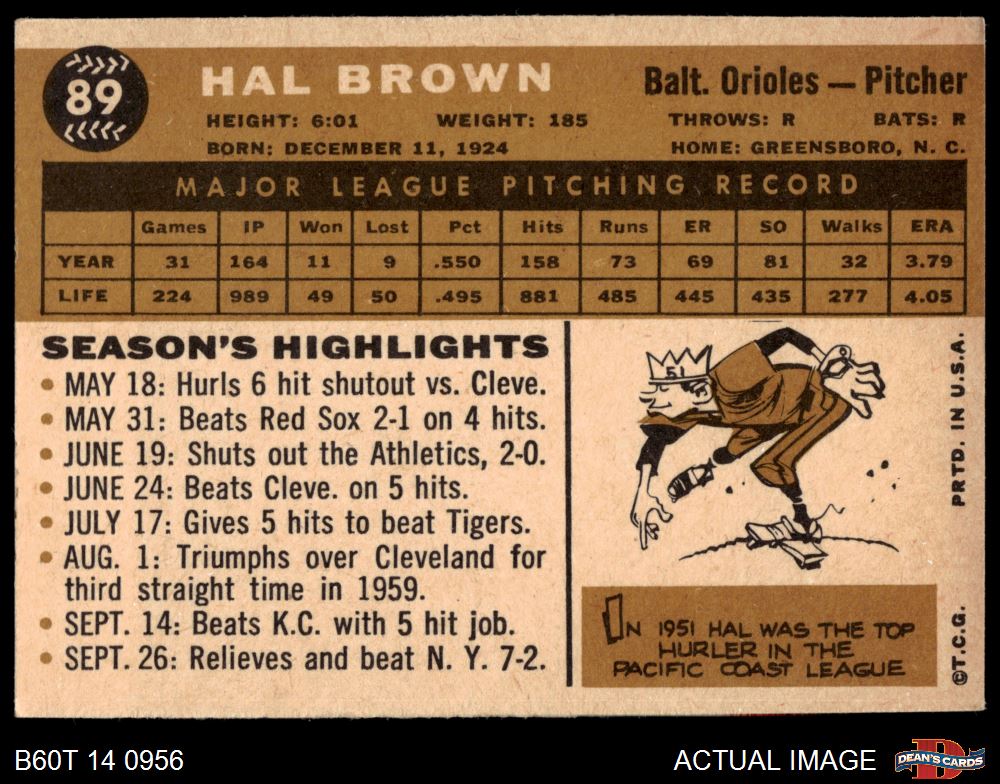 89
HAL BROWN
Balt. Orioles — Pitcher
HEIGHT: 6:01 WEIGHT: 185 THROWS: R BATS: R
BORN: DECEMBER 11, 1924 HOME: GREENSBORO, N. C.
MAJOR LEAGUE PITCHING RECORD
Games IP Won Lost Pct Hits Runs ER SO Walks ERA
YEAR 31 164 11 9 .550 158 73 69 81 32 3.79
LIFE 224 989 49 50 .495 881 485 445 435 277 4.05
SEASON'S HIGHLIGHTS
• MAY 18: Hurls 6 hit shutout vs. Cleve.
• MAY 31: Beats Red Sox 2-1 on 4 hits.
• JUNE 19: Shuts out the Athletics, 2-0.
• JUNE 24: Beats Cleve. on 5 hits.
• JULY 17: Gives 5 hits to beat Tigers.
• AUG. 1: Triumphs over Cleveland for
third straight time in 1959.
• SEPT. 14: Beats K.C. with 5 hit job.
• SEPT. 26: Relieves and beat N. Y. 7-2.
51
IN 1951 HAL WAS THE TOP
HURLER IN THE
PACIFIC COAST LEAGUE
©T.C.G. PRTD. IN U.S.A.
B60T 14 0956
ACTUAL IMAGE
D
DEAN'S CARDS